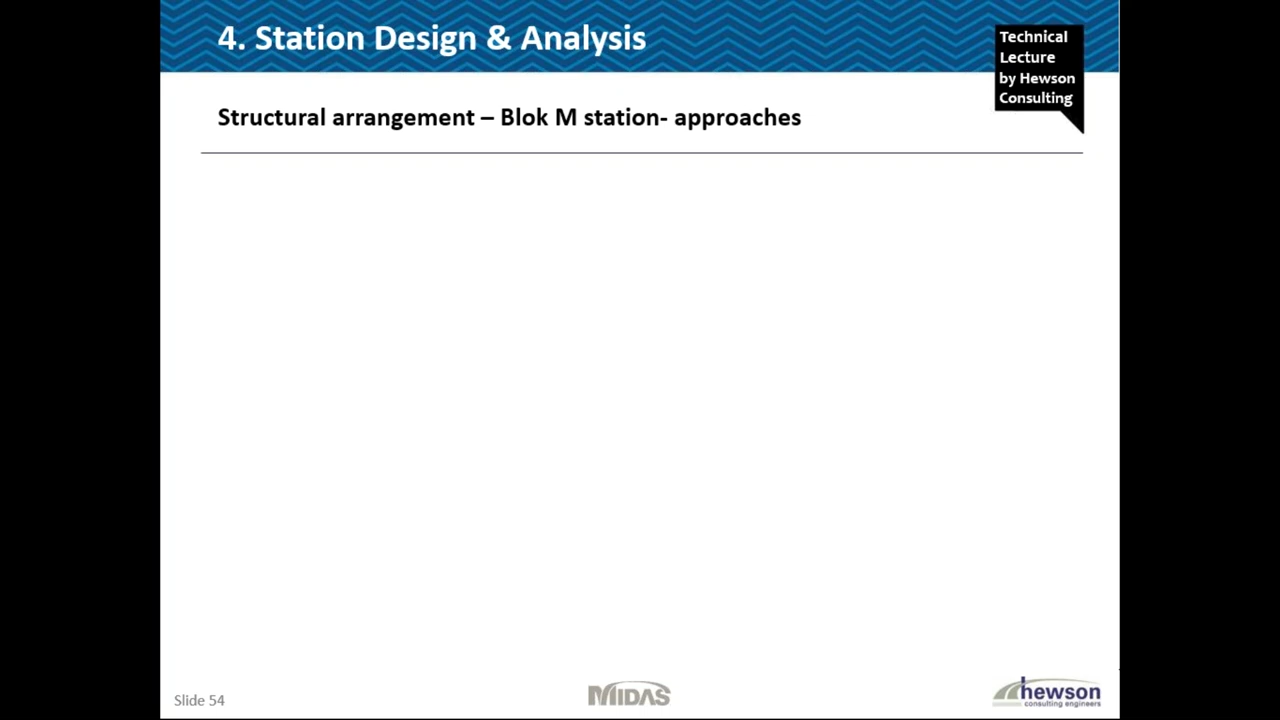 4. Station Design & Analysis
Technical
Lecture
by Hewson
Consulting
Structural arrangement – Blok M station- approaches
Slide 54
MIDAS
hewson
consulting engineers